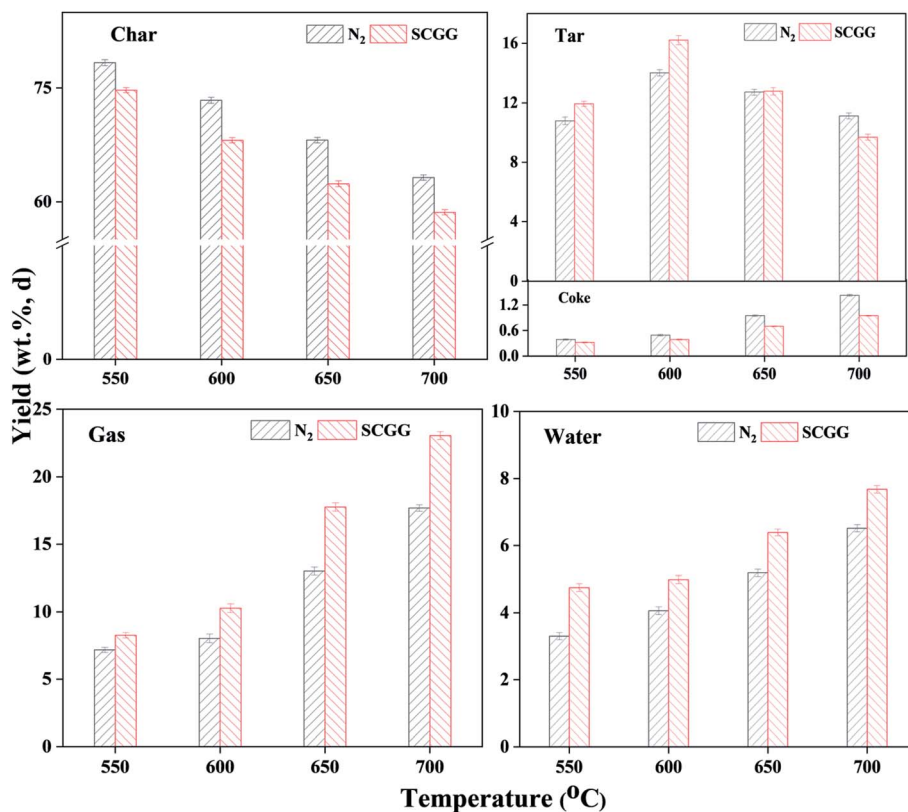 Char
N2
SCGG
75
60
0
550
600
650
700
Tar
N2
SCGG
16
12
8
4
0
Coke
1.2
0.6
0.0
550
600
650
700
Yield (wt.%, d)
Gas
N2
SCGG
25
20
15
10
5
0
550
600
650
700
Water
N2
SCGG
10
8
6
4
2
0
550
600
650
700
Temperature (OC)